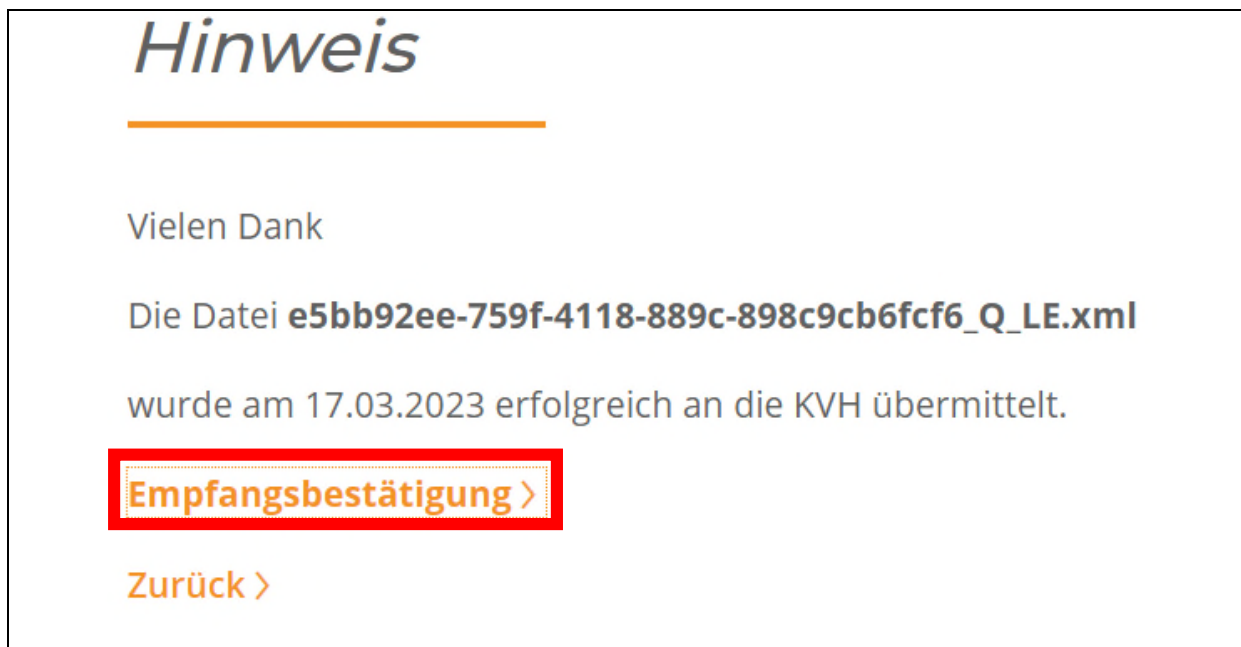 Hinweis
Vielen Dank
Die Datei e5bb92ee-759f-4118-889c-898c9cb6fcf6_Q_LE.xml
wurde am 17.03.2023 erfolgreich an die KVH übermittelt.
Empfangsbestätigung >
Zurück >